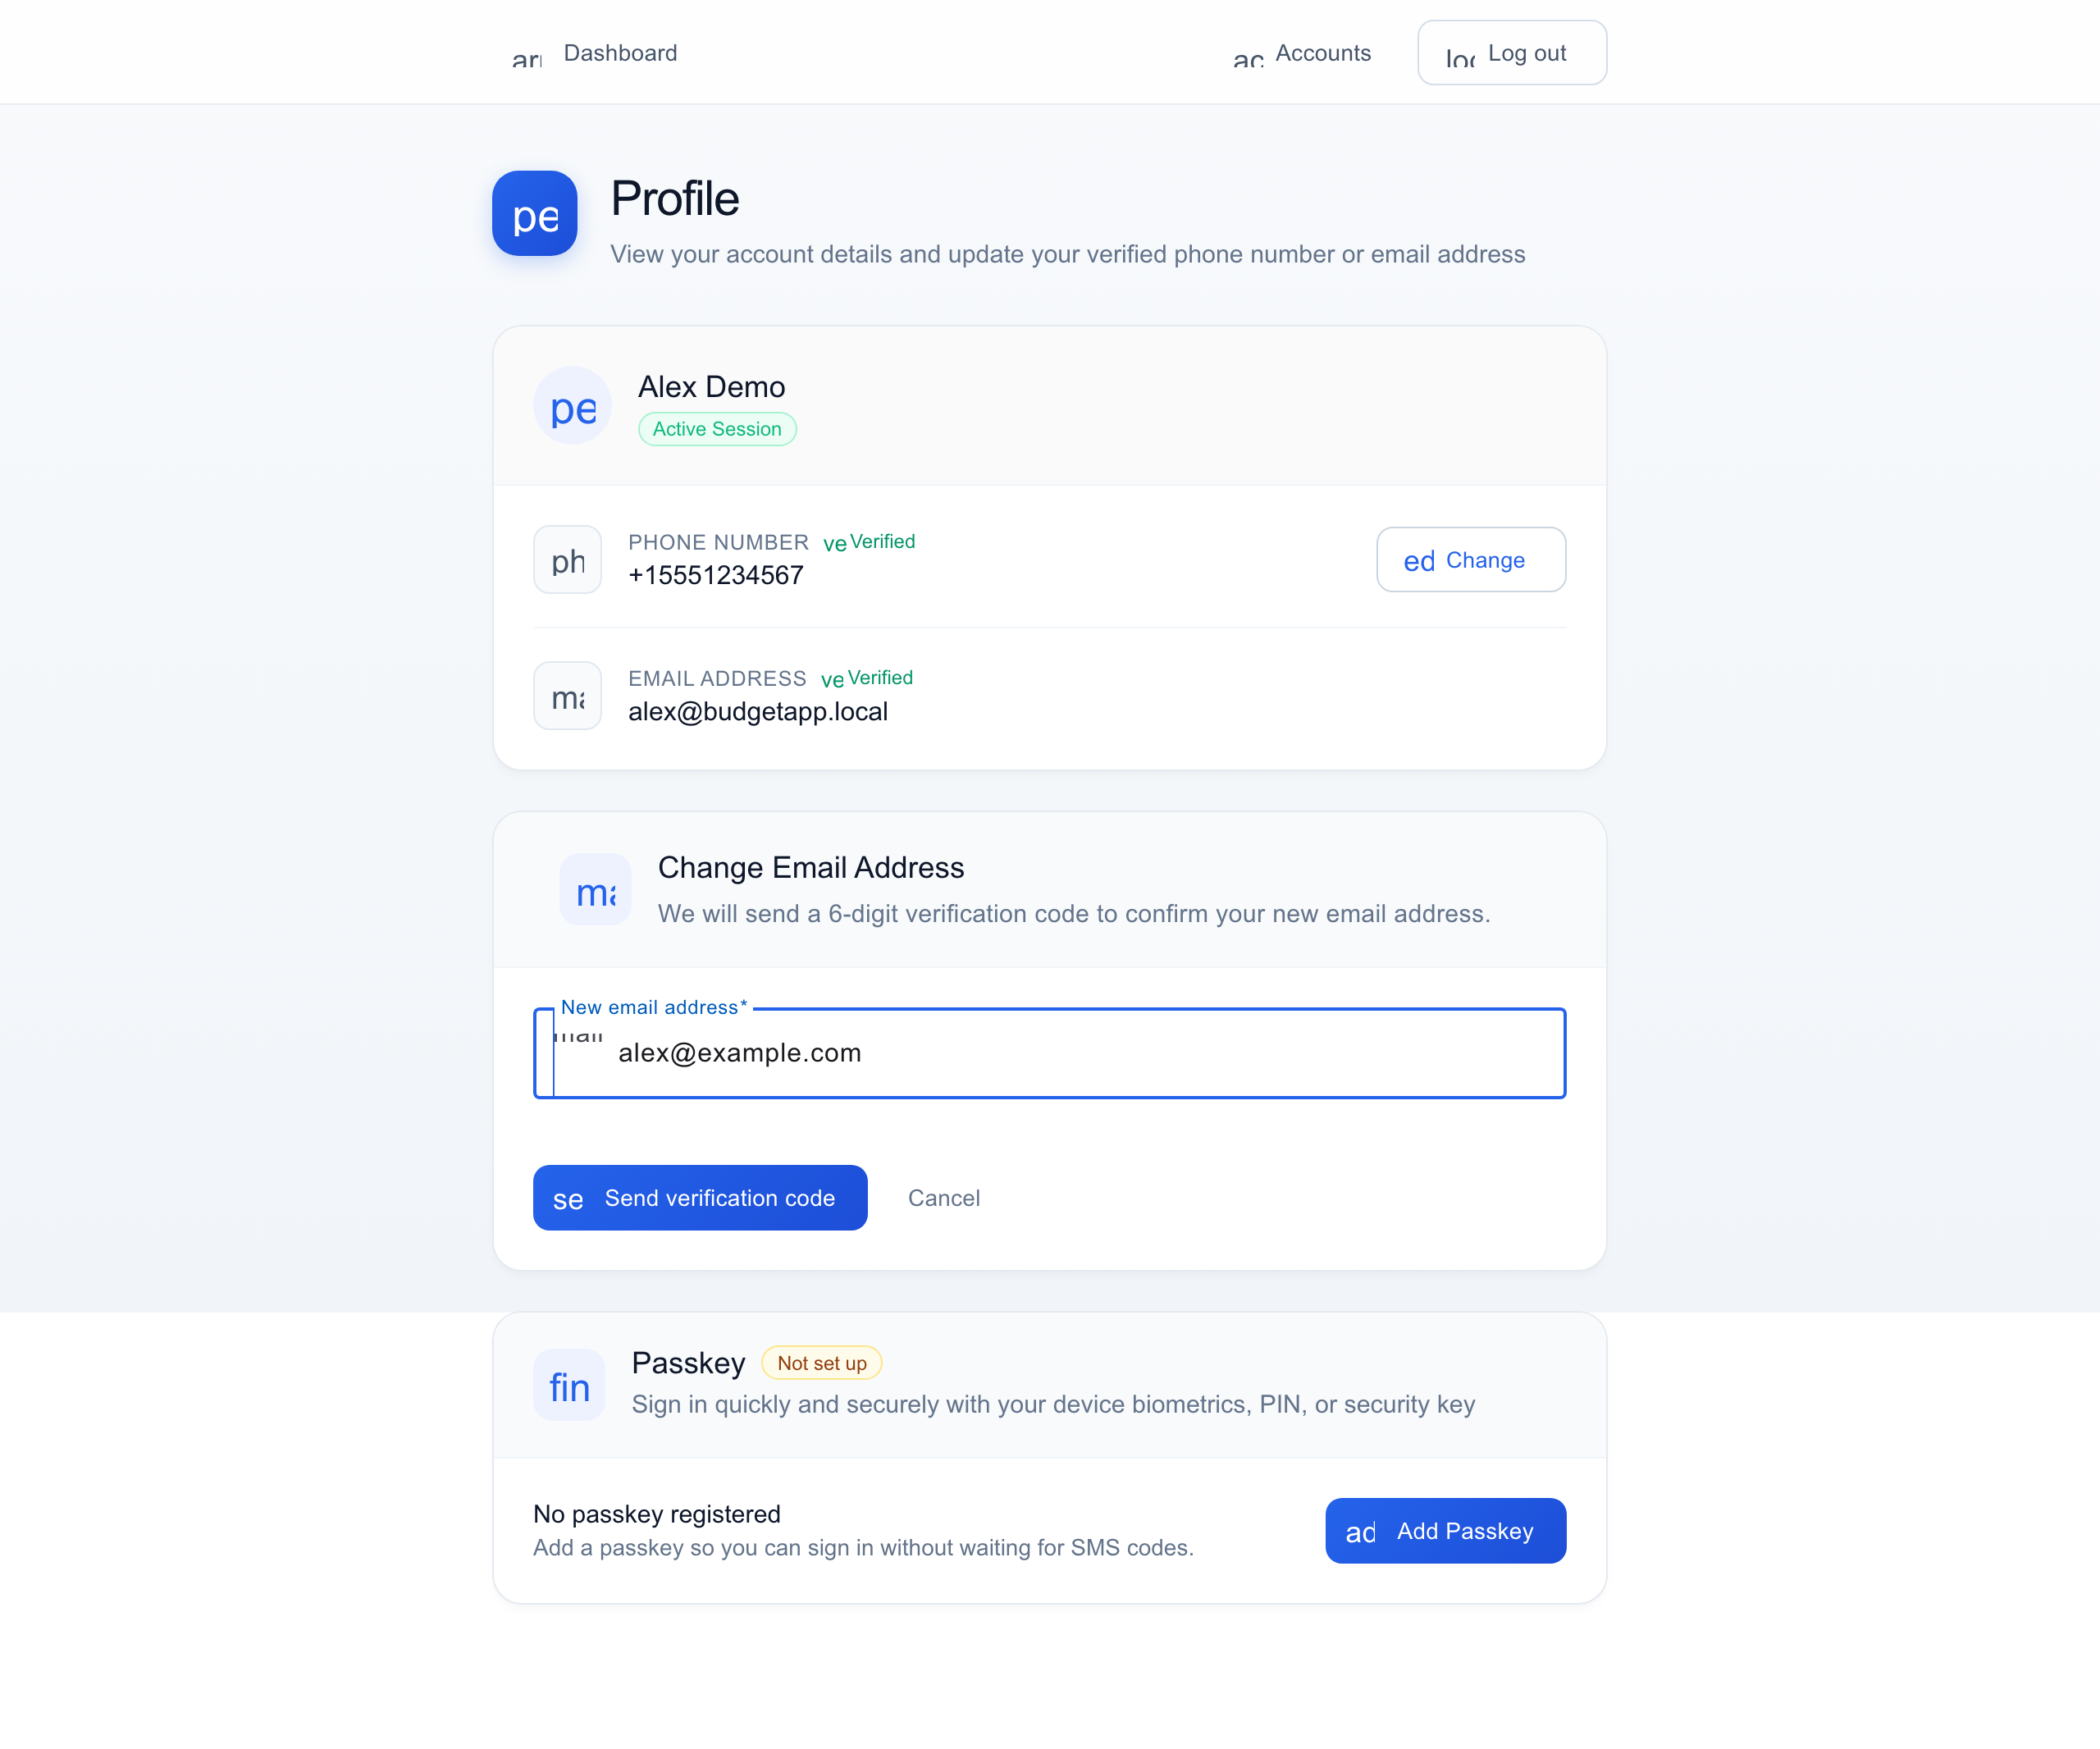 Dashboard
Accounts
Log out
pe
Profile
View your account details and update your verified phone number or email address
pe
Alex Demo
Active Session
ph
PHONE NUMBER ve Verified
+15551234567
ed Change
EMAIL ADDRESS ve Verified
alex@budgetapp.local
Change Email Address
We will send a 6-digit verification code to confirm your new email address.
New email address*
alex@example.com
se Send verification code
Cancel
fin
Passkey
Not set up
Sign in quickly and securely with your device biometrics, PIN, or security key
No passkey registered
Add a passkey so you can sign in without waiting for SMS codes.
ad Add Passkey